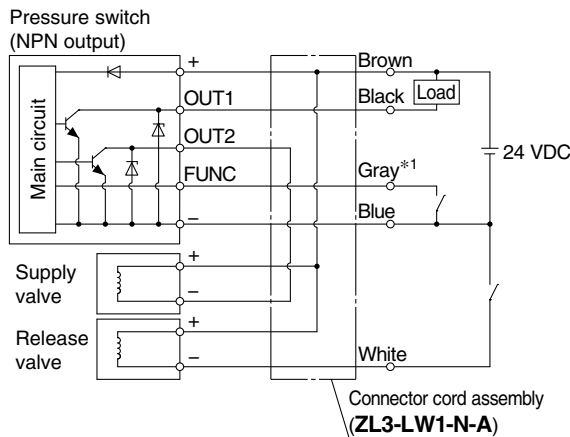 Pressure switch
(NPN output)
Main circuit
+
OUT1
OUT2
FUNC
−
Brown
Black
Load
Gray*1
Blue
24 VDC
Supply
valve
+
−
Release
valve
+
−
White
Connector cord assembly
(ZL3-LW1-N-A)